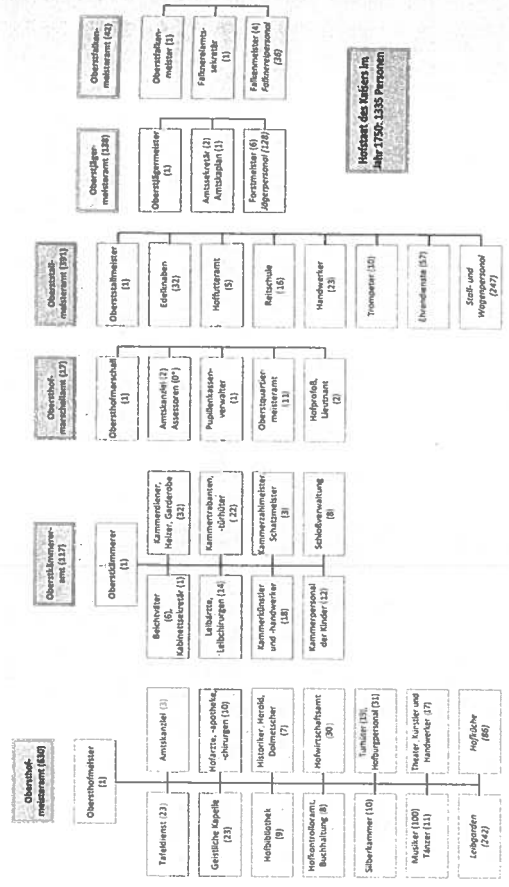 Obersthof-
meisteramt (630)
Obersthofmeister
(1)
Tafeldienst (23)
Amtskanzlei (3)
Geistliche Kapelle
(23)
Hofärzte, -apotheke,
-chirurgen (10)
Hofbibliothek
(9)
Historiker, Herold,
Dolmetscher
(7)
Hofkontrolloramt,
Buchhaltung (8)
Hofwirtschaftsamt
(30)
Silberkammer (10)
Türhüter (19),
Hofburgpersonal (31)
Musiker (100)
Tänzer (11)
Theater, Künstler und
Handwerker (17)
Leibgarden
(242)
Hofküche
(86)
Oberstkämmerer-
amt (117)
Oberstkämmerer
(1)
Beichtväter
(6),
Kabinettsekretär (1)
Kammerdiener,
Heizer, Garderobe
(32)
Leibärzte,
Leibchirurgen (14)
Kammertrabanten,
-türhüter
(22)
Kammerkünstler
und -handwerker
(18)
Kammerzahlmeister,
Schatzmeister
(3)
Kammerpersonal
der Kinder (12)
Schloßverwaltung
(8)
Obersthof-
marschallamt (17)
Obersthofmarschall
(1)
Amtskanzlei (2)
Assessoren (0*)
Pupillenkassen-
verwalter
(1)
Oberstquartier-
meisteramt
(11)
Hofprofoß,
Lieutnant
(2)
Oberststall-
meisteramt (391)
Oberststallmeister
(1)
Edelknaben
(32)
Hoffutteramt
(5)
Reitschule
(16)
Handwerker
(23)
Trompeter (10)
Ehrendienste (57)
Stall- und
Wagenpersonal
(247)
Oberstjäger-
meisteramt (138)
Oberstjägermeister
(1)
Amtssekretär (2)
Amtskaplan (1)
Forstmeister (6)
Jägerpersonal (128)
Oberstfalken-
meisteramt (42)
Oberstfalken-
meister (1)
Falknereiamts-
sekretär
(1)
Falkenmeister (4)
Falknereipersonal
(36)
Hofstaat des Kaisers im
Jahr 1750: 1335 Personen